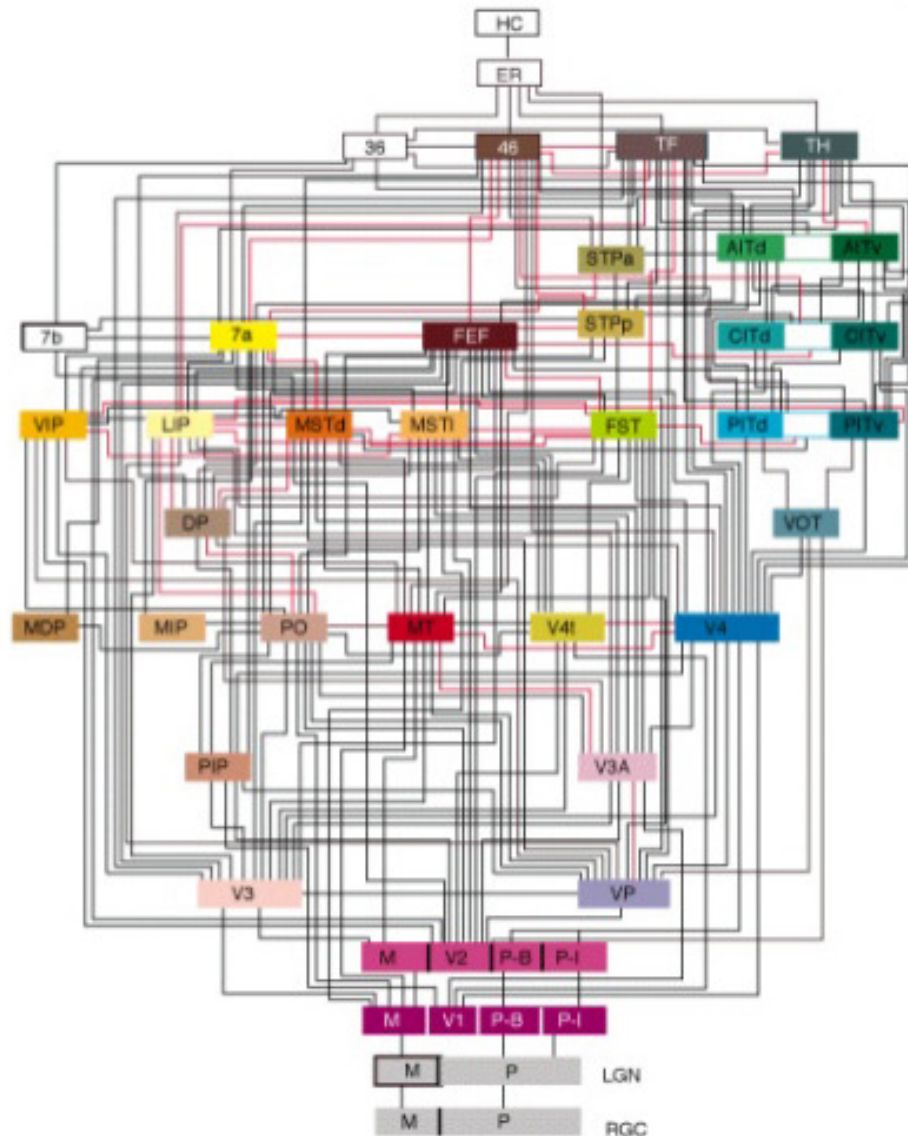 HC
ER
36 46 TF TH
STPa AITd AITv
7b 7a FEF STPp CITd CITv
VIP LIP MSTd MSTl FST PITd PITv
DP VOT
MDP MIP PO MT V4t V4
PIP V3A
V3 VP
M V2 P-B P-I
M V1 P-B P-I
M P LGN
M P RGC